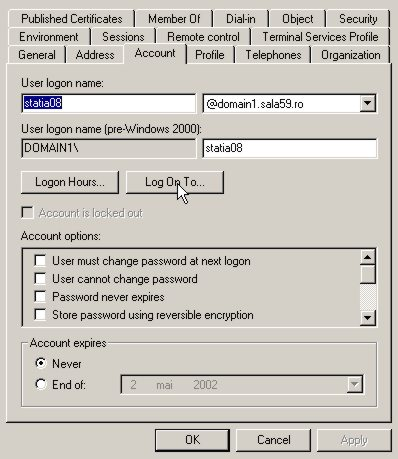 Published Certificates Member Of Dial-in Object Security
Environment Sessions Remote control Terminal Services Profile
General Address Account Profile Telephones Organization
User logon name:
statia08 @domain1.sala59.ro
User logon name (pre-Windows 2000):
DOMAIN1\ statia08
Logon Hours... Log On To...
Account is locked out
Account options:
User must change password at next logon
User cannot change password
Password never expires
Store password using reversible encryption
Account expires
Never
End of: 2 mai 2002
OK Cancel Apply